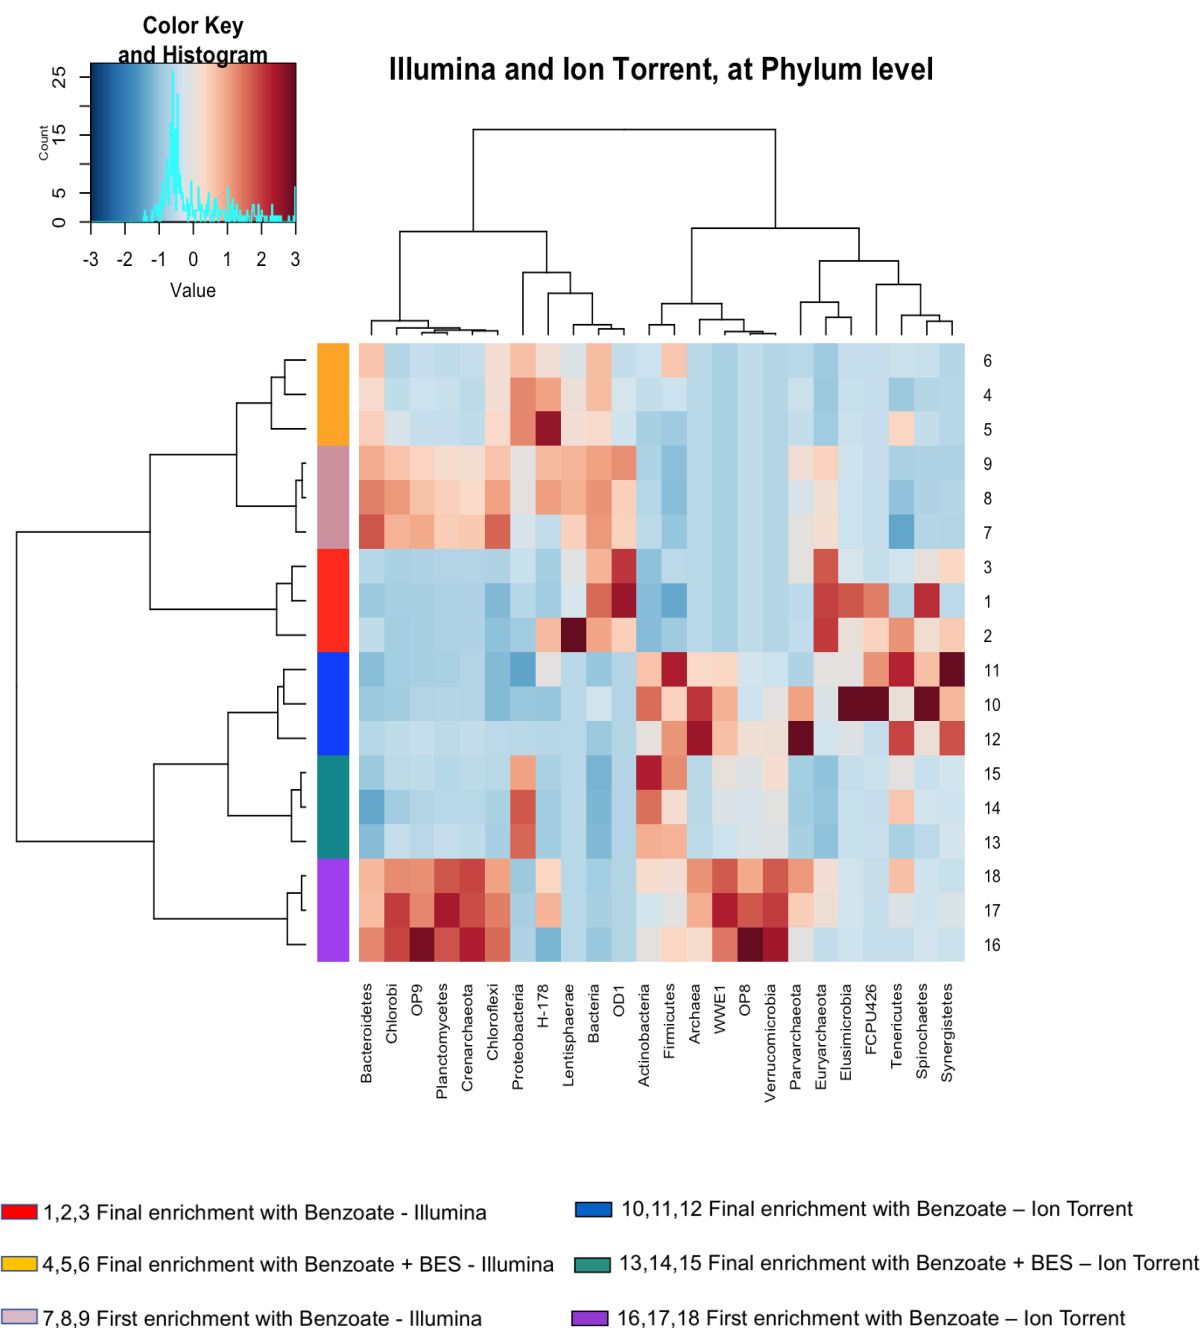 Color Key
and Histogram
Illumina and Ion Torrent, at Phylum level
Count
0 5 15 25
-3 -2 -1 0 1 2 3
Value
6
4
5
9
8
7
3
1
2
11
10
12
15
14
13
18
17
16
Bacteroidetes
Chlorobi
OP9
Planctomycetes
Crenarchaeota
Chloroflexi
Proteobacteria
H-178
Lentisphaerae
Bacteria
OD1
Actinobacteria
Firmicutes
Archaea
WWE1
OP8
Verrucomicrobia
Parvarchaeota
Euryarchaeota
Elusimicrobia
FCPU426
Tenericutes
Spirochaetes
Synergistetes
1,2,3 Final enrichment with Benzoate - Illumina
10,11,12 Final enrichment with Benzoate – Ion Torrent
4,5,6 Final enrichment with Benzoate + BES - Illumina
13,14,15 Final enrichment with Benzoate + BES – Ion Torrent
7,8,9 First enrichment with Benzoate - Illumina
16,17,18 First enrichment with Benzoate – Ion Torrent